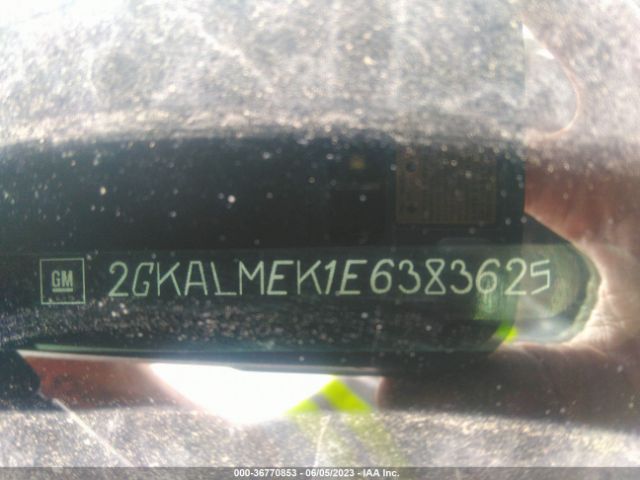 GM
2GKALMEK1E6383625
000-36770853 - 06/05/2023 - IAA Inc.